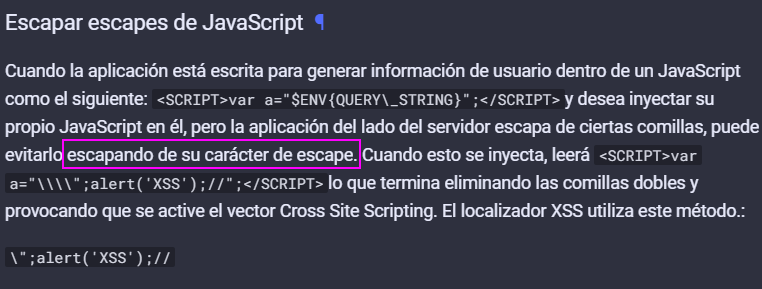 Escapar escapes de JavaScript ¶
Cuando la aplicación está escrita para generar información de usuario dentro de un JavaScript
como el siguiente: <SCRIPT>var a="$ENV{QUERY\_STRING}";</SCRIPT> y desea inyectar su
propio JavaScript en él, pero la aplicación del lado del servidor escapa de ciertas comillas, puede
evitarlo escapando de su carácter de escape. Cuando esto se inyecta, leerá <SCRIPT>var
a="\\\\";alert('XSS');//";</SCRIPT> lo que termina eliminando las comillas dobles y
provocando que se active el vector Cross Site Scripting. El localizador XSS utiliza este método.:
\";alert('XSS');//